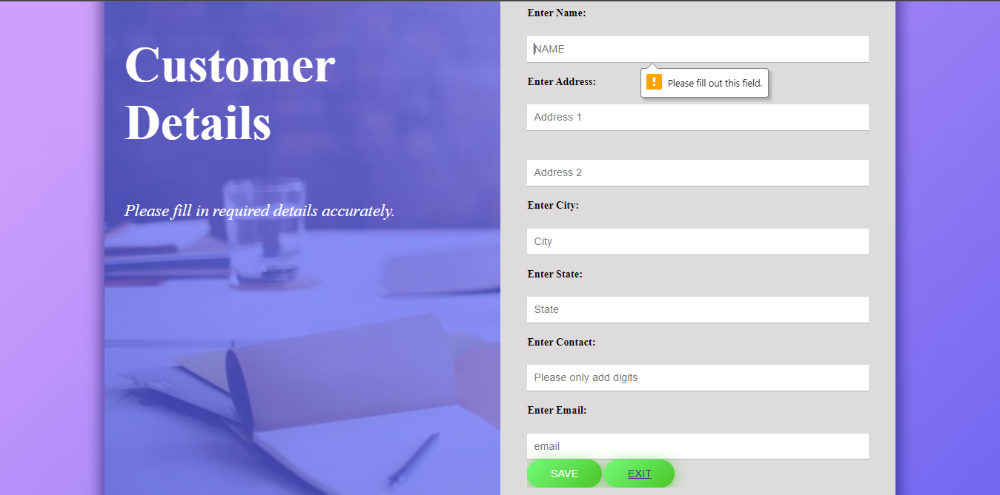 Customer
Details
Please fill in required details accurately.
Enter Name:
NAME
Please fill out this field.
Enter Address:
Address 1
Address 2
Enter City:
City
Enter State:
State
Enter Contact:
Please only add digits
Enter Email:
email
SAVE EXIT